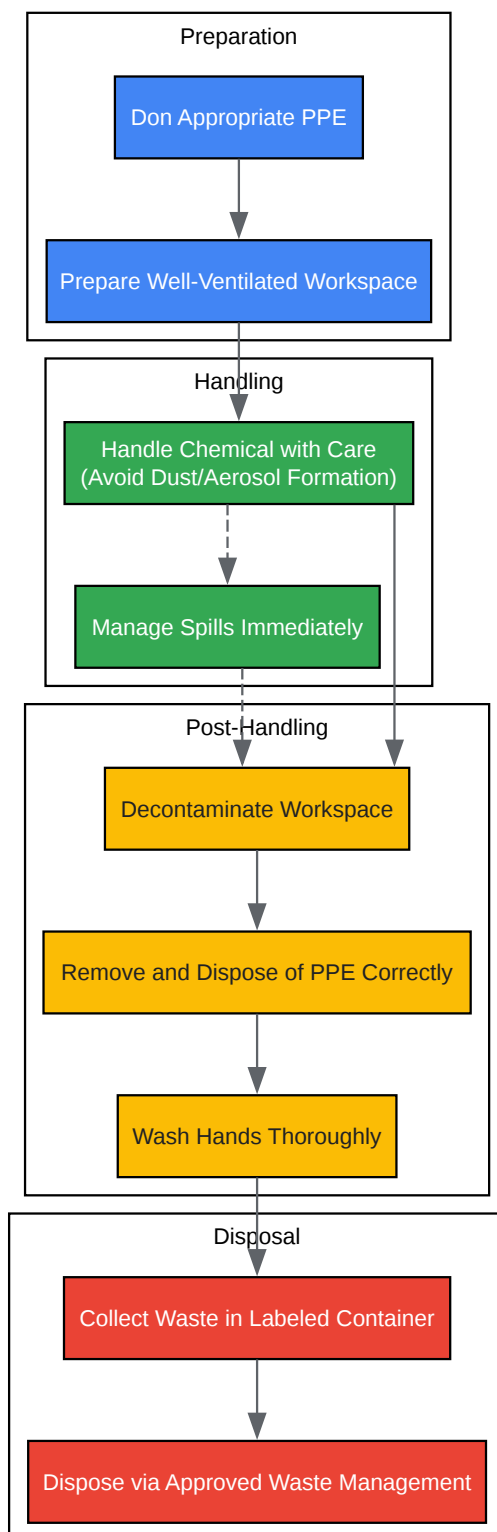 Preparation
Don Appropriate PPE
Prepare Well-Ventilated Workspace
Handling
Handle Chemical with Care
(Avoid Dust/Aerosol Formation)
Manage Spills Immediately
Post-Handling
Decontaminate Workspace
Remove and Dispose of PPE Correctly
Wash Hands Thoroughly
Disposal
Collect Waste in Labeled Container
Dispose via Approved Waste Management